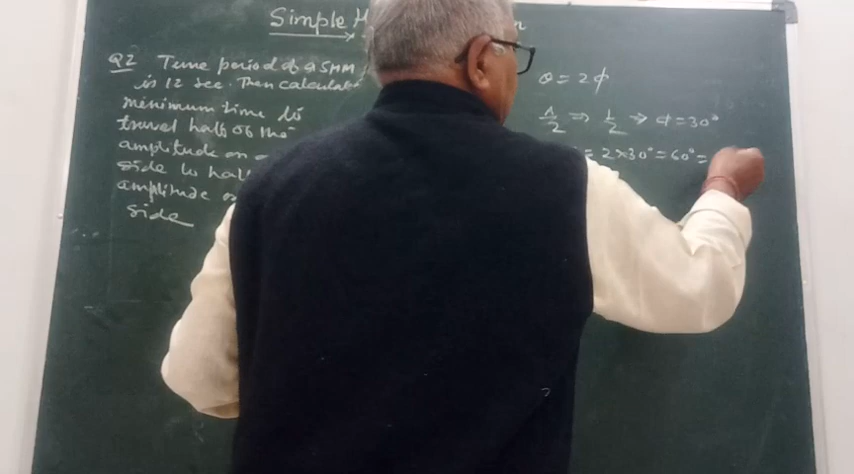 Simple H
Q2 Time period of a SHM
is 12 sec. Then calculate
minimum time to
travel half of the
amplitude on
side to hal
amplitude o
side
θ = 2ϕ
A/2 ⇒ 1/2 ⇒ ϕ = 30°
= 2×30° = 60° =